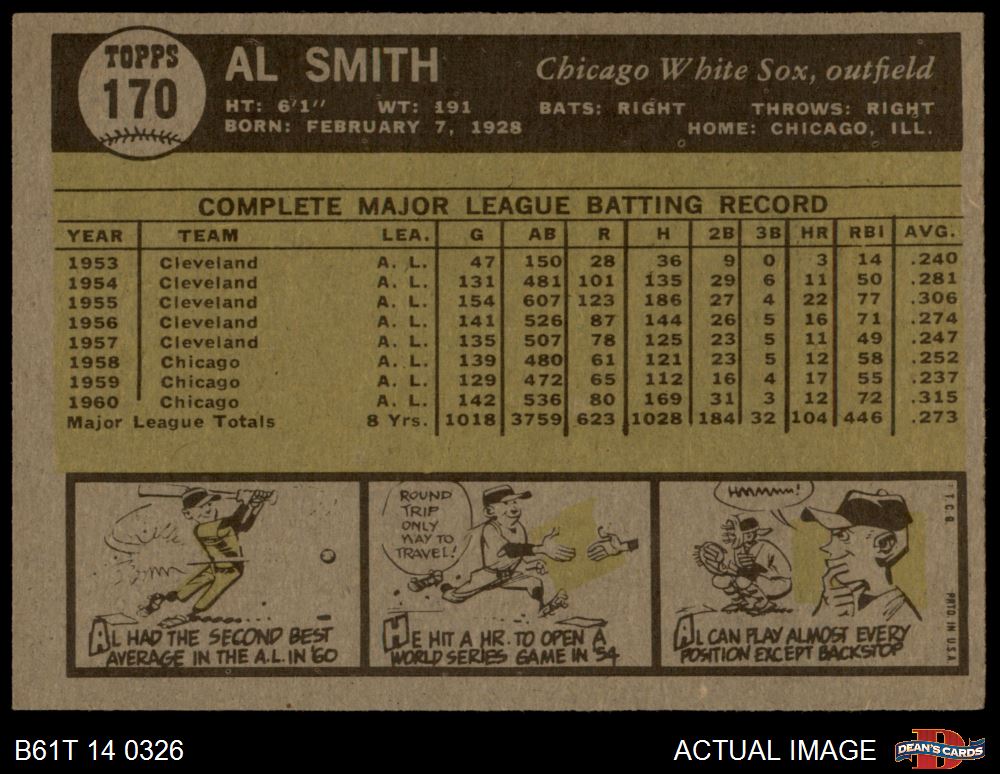 TOPPS
170
AL SMITH
Chicago White Sox, outfield
HT: 6'1" WT: 191 BATS: RIGHT THROWS: RIGHT
BORN: FEBRUARY 7, 1928 HOME: CHICAGO, ILL.
COMPLETE MAJOR LEAGUE BATTING RECORD
YEAR TEAM LEA. G AB R H 2B 3B HR RBI AVG.
1953 Cleveland A. L. 47 150 28 36 9 0 3 14 .240
1954 Cleveland A. L. 131 481 101 135 29 6 11 50 .281
1955 Cleveland A. L. 154 607 123 186 27 4 22 77 .306
1956 Cleveland A. L. 141 526 87 144 26 5 16 71 .274
1957 Cleveland A. L. 135 507 78 125 23 5 11 49 .247
1958 Chicago A. L. 139 480 61 121 23 5 12 58 .252
1959 Chicago A. L. 129 472 65 112 16 4 17 55 .237
1960 Chicago A. L. 142 536 80 169 31 3 12 72 .315
Major League Totals 8 Yrs. 1018 3759 623 1028 184 32 104 446 .273
AL HAD THE SECOND BEST
AVERAGE IN THE A.L. IN '60
ROUND
TRIP
ONLY
WAY TO
TRAVEL!
HE HIT A HR. TO OPEN A
WORLD SERIES GAME IN '54
HMMMM!
AL CAN PLAY ALMOST EVERY
POSITION EXCEPT BACKSTOP
T.C.G. PRTD. IN U.S.A.
B61T 14 0326
ACTUAL IMAGE
D
DEAN'S CARDS